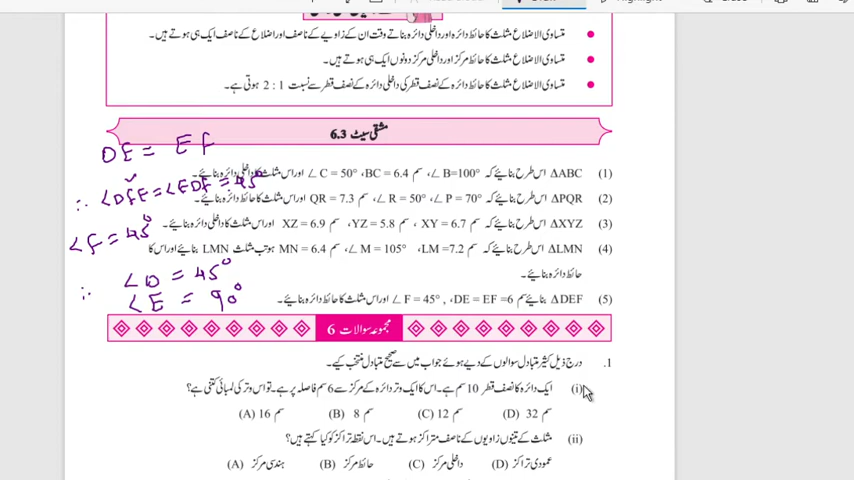 متساوی الاضلاع مثلث کا حائط دائرہ اور داخلی دائرہ بناتے وقت ان کے زاویے کے ناصف اور اضلاع کے ناصف ایک ہی ہوتے ہیں۔
متساوی الاضلاع مثلث کا حائط مرکز اور داخلی مرکز دونوں ایک ہی ہوتے ہیں۔
متساوی الاضلاع مثلث کے حائط دائرہ کے نصف قطر کی داخلی دائرہ کے نصف قطر سے نسبت 1 : 2 ہوتی ہے۔
مشقی سیٹ 6.3
DE = EF
(1) ΔABC اس طرح بنائیے کہ ∠B=100° ،BC = 6.4 سم ،∠C = 50° اور اس مثلث کا داخلی دائرہ بنائیے۔
∴ ∠DFE = ∠EDF = 45°
(2) ΔPQR اس طرح بنائیے کہ ∠P = 70° ،∠R = 50° ،QR = 7.3 سم اور اس مثلث کا حائط دائرہ بنائیے۔
(3) ΔXYZ اس طرح بنائیے کہ XY = 6.7 سم ،YZ = 5.8 سم ،XZ = 6.9 سم اور اس مثلث کا داخلی دائرہ بنائیے۔
∠F = 45°
(4) ΔLMN اس طرح بنائیے کہ LM =7.2 سم ،∠M = 105° ،MN = 6.4 سم ہو تب مثلث LMN بنائیے اور اس کا
حائط دائرہ بنائیے۔
∴ ∠D = 45°
∠E = 90°
(5) ΔDEF بنائیے سم DE = EF =6، ∠F = 45° اور اس مثلث کا حائط دائرہ بنائیے۔
مجموعہ سوالات 6
1. درج ذیل کثیر متبادل سوالوں کے دیے ہوئے جواب میں سے صحیح متبادل منتخب کیجیے۔
(i) ایک دائرہ کا نصف قطر 10 سم ہے۔ اس کا ایک وتر دائرہ کے مرکز سے 6 سم فاصلہ پر ہے۔ تو اس وتر کی لمبائی کتنی ہے؟
(A) 16 سم (B) 8 سم (C) 12 سم (D) 32 سم
(ii) مثلث کے تینوں زاویوں کے ناصف متراکز ہوتے ہیں۔ اس نقطہ تراکز کو کیا کہتے ہیں؟
(A) ہندسی مرکز (B) حائط مرکز (C) داخلی مرکز (D) عمودی تراکز